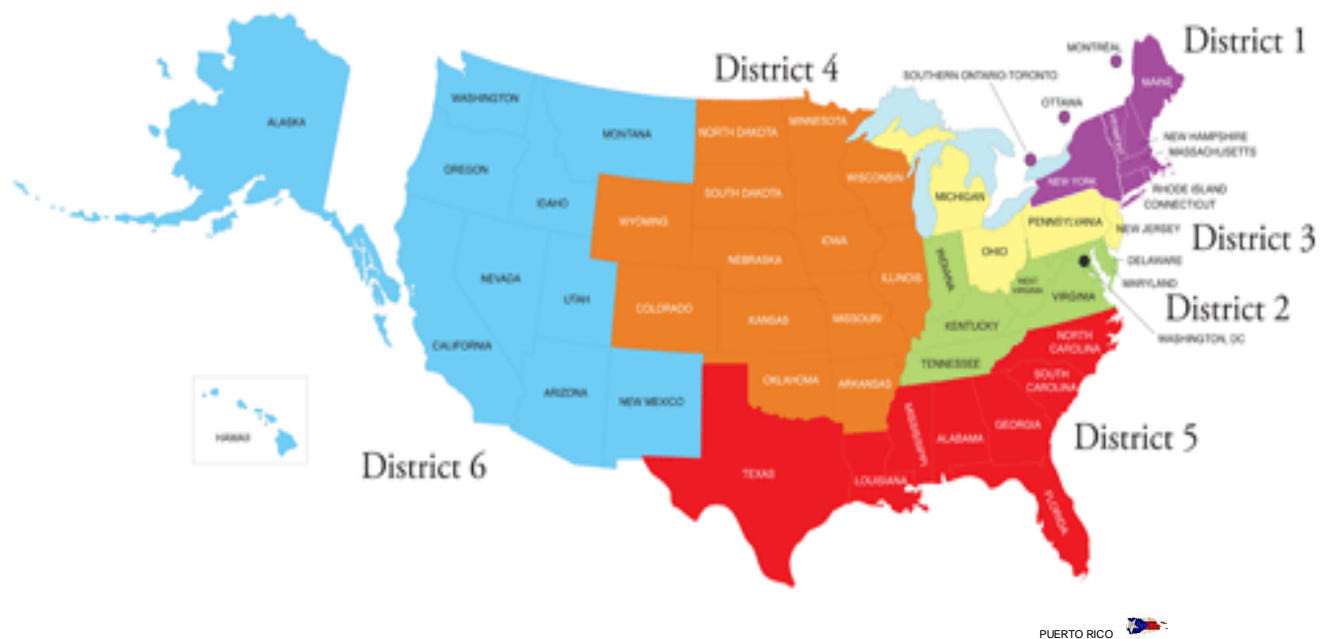 District 1
MONTREAL
District 4
SOUTHERN ONTARIO-TORONTO
MAINE
WASHINGTON
OTTAWA
ALASKA
MONTANA
NORTH DAKOTA
MINNESOTA
VERMONT
NEW HAMPSHIRE
MASSACHUSETTS
OREGON
WISCONSIN
NEW YORK
SOUTH DAKOTA
MICHIGAN
RHODE ISLAND
IDAHO
CONNECTICUT
WYOMING
PENNSYLVANIA
NEW JERSEY
District 3
IOWA
OHIO
NEBRASKA
DELAWARE
INDIANA
NEVADA
ILLINOIS
WEST
VIRGINIA
MARYLAND
UTAH
VIRGINIA
District 2
COLORADO
KANSAS
MISSOURI
KENTUCKY
WASHINGTON, DC
CALIFORNIA
NORTH
CAROLINA
TENNESSEE
OKLAHOMA
ARKANSAS
SOUTH
CAROLINA
ARIZONA
NEW MEXICO
MISSISSIPPI
GEORGIA
HAWAII
ALABAMA
District 5
District 6
TEXAS
LOUISIANA
FLORIDA
PUERTO RICO